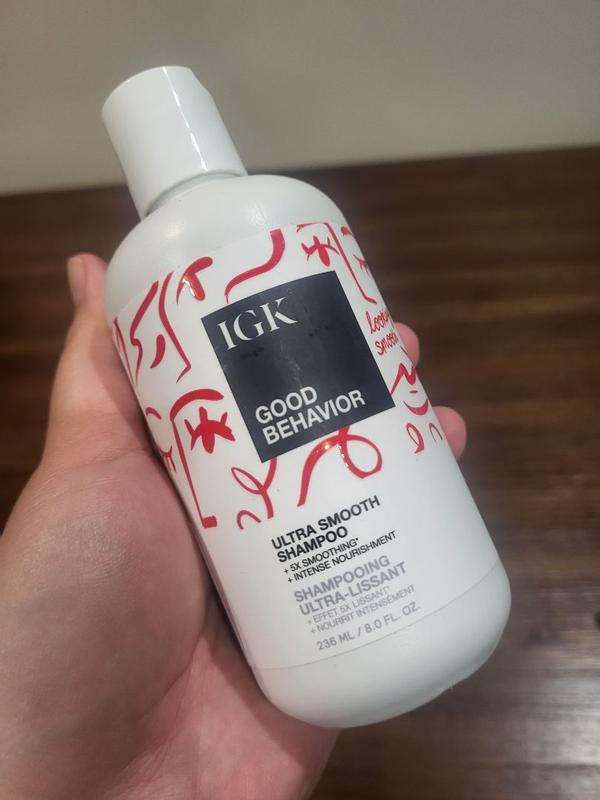 IGK
GOOD
BEHAVIOR
smooth
ULTRA SMOOTH
SHAMPOO
+ 5X SMOOTHING*
+ INTENSE NOURISHMENT
SHAMPOOING
ULTRA-LISSANT
+ EFFET 5X LISSANT*
+ NOURRIT INTENSÉMENT
236 ML / 8.0 FL. OZ.